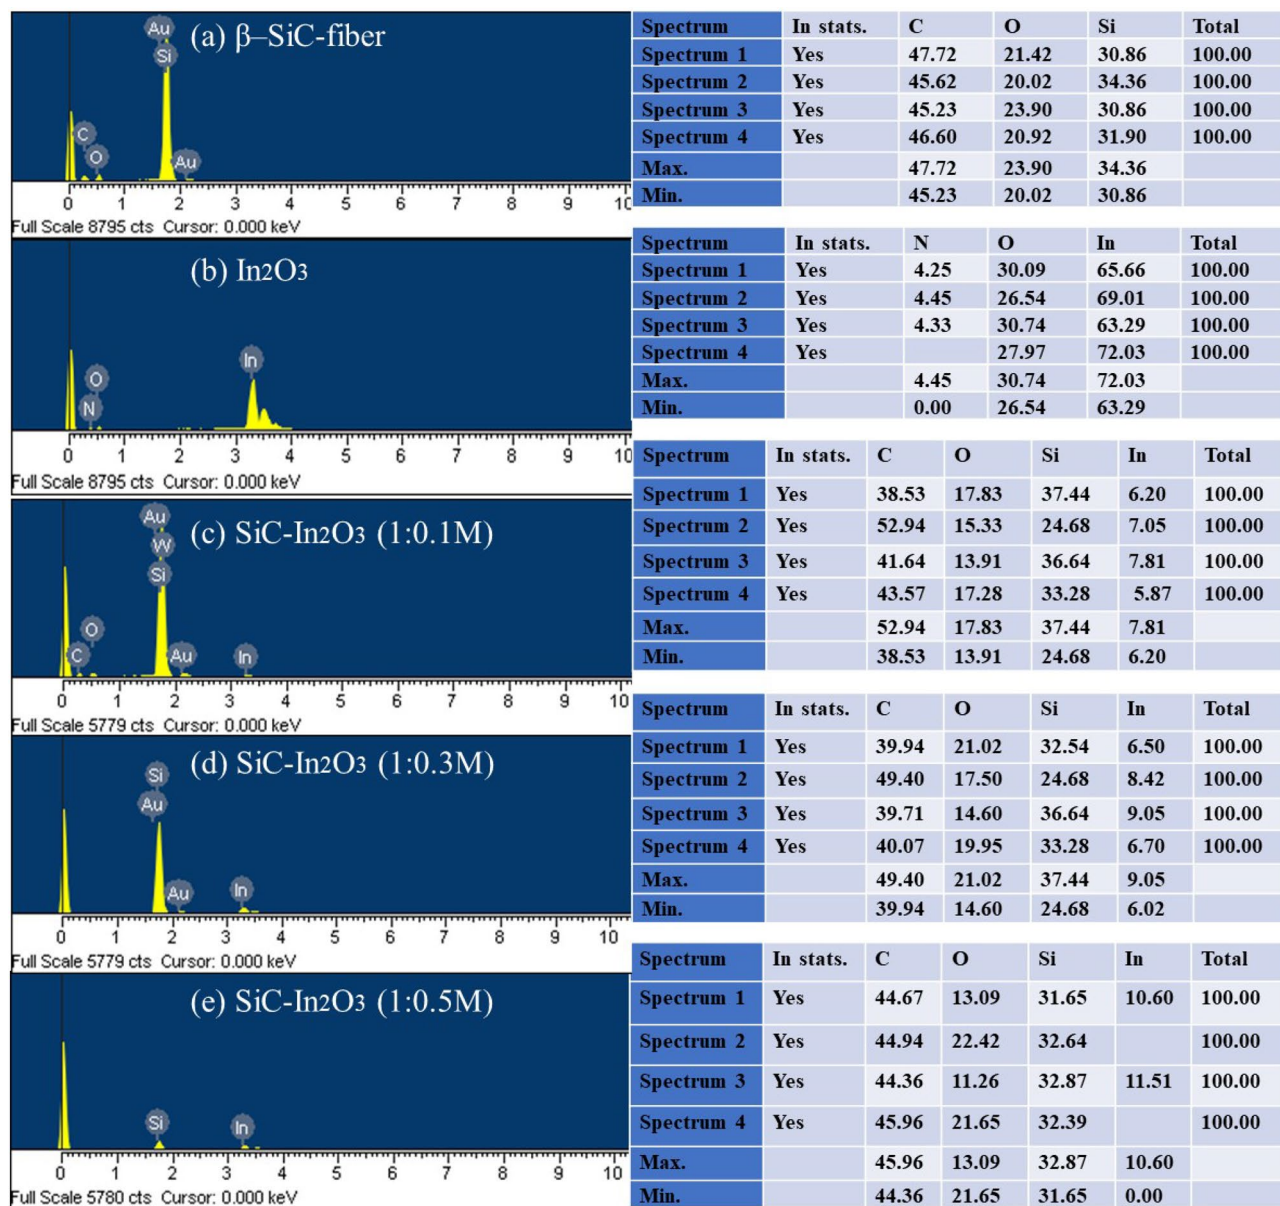 (a) β–SiC-fiber
Au
Si
C
O
Au
0 1 2 3 4 5 6 7 8 9 10
Full Scale 8795 cts Cursor: 0.000 keV
Spectrum In stats. C O Si Total
Spectrum 1 Yes 47.72 21.42 30.86 100.00
Spectrum 2 Yes 45.62 20.02 34.36 100.00
Spectrum 3 Yes 45.23 23.90 30.86 100.00
Spectrum 4 Yes 46.60 20.92 31.90 100.00
Max. 47.72 23.90 34.36
Min. 45.23 20.02 30.86
(b) In2O3
O
N
In
0 1 2 3 4 5 6 7 8 9 10
Full Scale 8795 cts Cursor: 0.000 keV
Spectrum In stats. N O In Total
Spectrum 1 Yes 4.25 30.09 65.66 100.00
Spectrum 2 Yes 4.45 26.54 69.01 100.00
Spectrum 3 Yes 4.33 30.74 63.29 100.00
Spectrum 4 Yes 27.97 72.03 100.00
Max. 4.45 30.74 72.03
Min. 0.00 26.54 63.29
(c) SiC-In2O3 (1:0.1M)
Au
W
Si
O
C
Au
In
0 1 2 3 4 5 6 7 8 9 10
Full Scale 5779 cts Cursor: 0.000 keV
Spectrum In stats. C O Si In Total
Spectrum 1 Yes 38.53 17.83 37.44 6.20 100.00
Spectrum 2 Yes 52.94 15.33 24.68 7.05 100.00
Spectrum 3 Yes 41.64 13.91 36.64 7.81 100.00
Spectrum 4 Yes 43.57 17.28 33.28 5.87 100.00
Max. 52.94 17.83 37.44 7.81
Min. 38.53 13.91 24.68 6.20
(d) SiC-In2O3 (1:0.3M)
Si
Au
Au
In
0 1 2 3 4 5 6 7 8 9 10
Full Scale 5779 cts Cursor: 0.000 keV
Spectrum In stats. C O Si In Total
Spectrum 1 Yes 39.94 21.02 32.54 6.50 100.00
Spectrum 2 Yes 49.40 17.50 24.68 8.42 100.00
Spectrum 3 Yes 39.71 14.60 36.64 9.05 100.00
Spectrum 4 Yes 40.07 19.95 33.28 6.70 100.00
Max. 49.40 21.02 37.44 9.05
Min. 39.94 14.60 24.68 6.02
(e) SiC-In2O3 (1:0.5M)
Si
In
0 1 2 3 4 5 6 7 8 9 10
Full Scale 5780 cts Cursor: 0.000 keV
Spectrum In stats. C O Si In Total
Spectrum 1 Yes 44.67 13.09 31.65 10.60 100.00
Spectrum 2 Yes 44.94 22.42 32.64 100.00
Spectrum 3 Yes 44.36 11.26 32.87 11.51 100.00
Spectrum 4 Yes 45.96 21.65 32.39 100.00
Max. 45.96 13.09 32.87 10.60
Min. 44.36 21.65 31.65 0.00